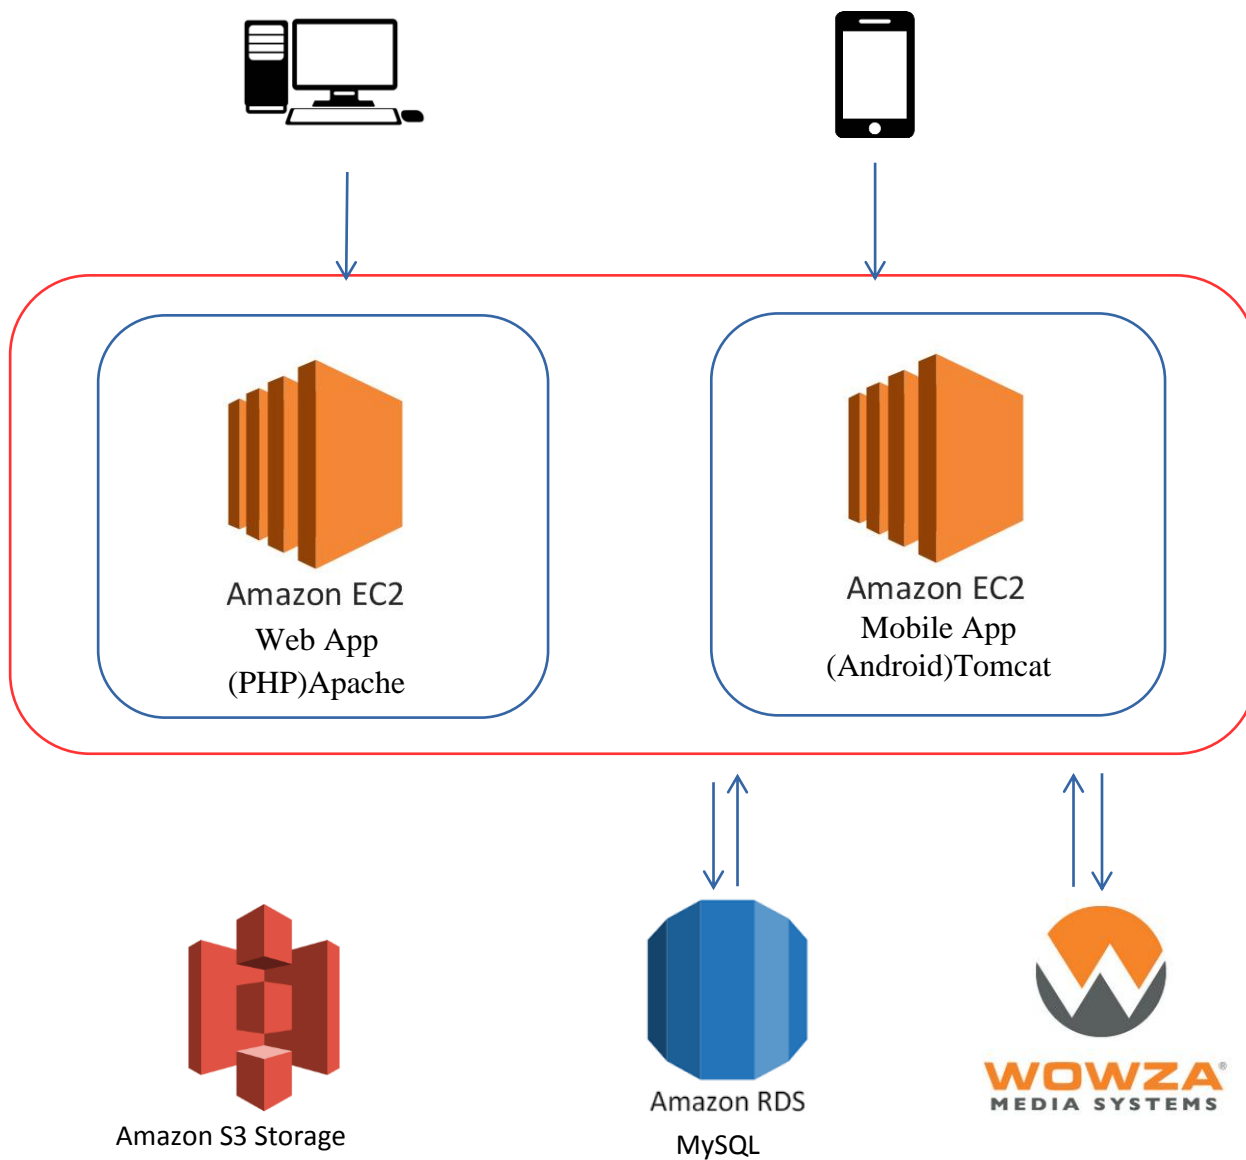 Amazon EC2
Web App
(PHP)Apache
Amazon EC2
Mobile App
(Android)Tomcat
Amazon S3 Storage
Amazon RDS
MySQL
WOWZA®
MEDIA SYSTEMS